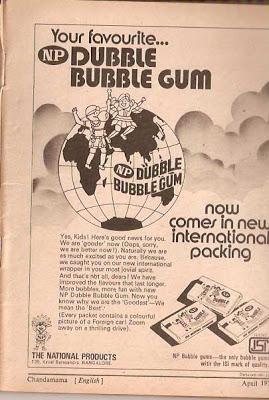 Your favourite...
NP DUBBLE
BUBBLE GUM
NP DUBBLE
BUBBLE GUM
now
comes in new
international
packing
Yes, Kids! Here's good news for you.
We are 'gooder' now (Oops, sorry,
we are better now!). Naturally we are
as much excited as you are. Because,
we caught you on our new international
wrapper in your most jovial spirit.
And that's not all, dears! We have
improved the flavours that last longer.
More bubbles, more fun with new
NP Dubble Bubble Gum. Now you
know why we are the 'Goodest'—We
mean the 'Best'.
(Every packet contains a colourful
picture of a Foreign car! Zoom
away on a thrilling drive).
THE NATIONAL PRODUCTS
BANGALORE.
ISI
NP Bubble gums—the only bubble gums
with the ISI mark of quality.
Chandamama [English]
April 19